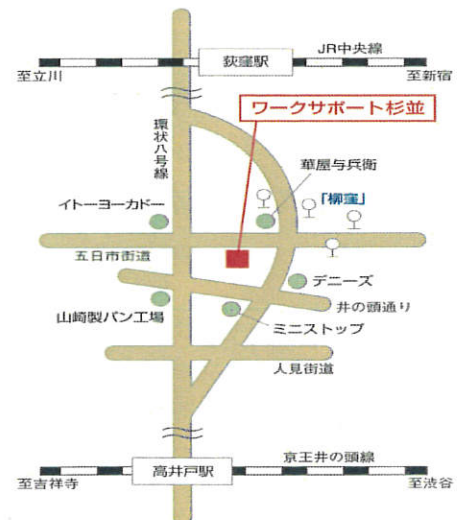 JR中央線
荻窪駅
至立川
至新宿
ワークサポート杉並
環状八号線
華屋与兵衛
イトーヨーカドー
「柳窪」
五日市街道
デニーズ
井の頭通り
山崎製パン工場
ミニストップ
人見街道
京王井の頭線
高井戸駅
至吉祥寺
至渋谷